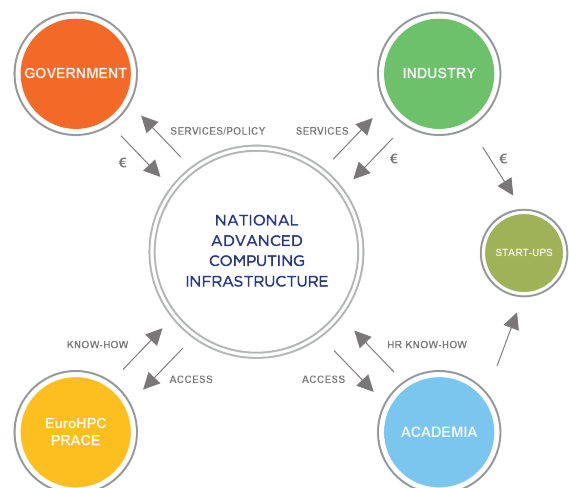 GOVERNMENT
INDUSTRY
SERVICES/POLICY
SERVICES
€
€
€
NATIONAL
ADVANCED
COMPUTING
INFRASTRUCTURE
START-UPS
KNOW-HOW
HR KNOW-HOW
ACCESS
ACCESS
EuroHPC
PRACE
ACADEMIA